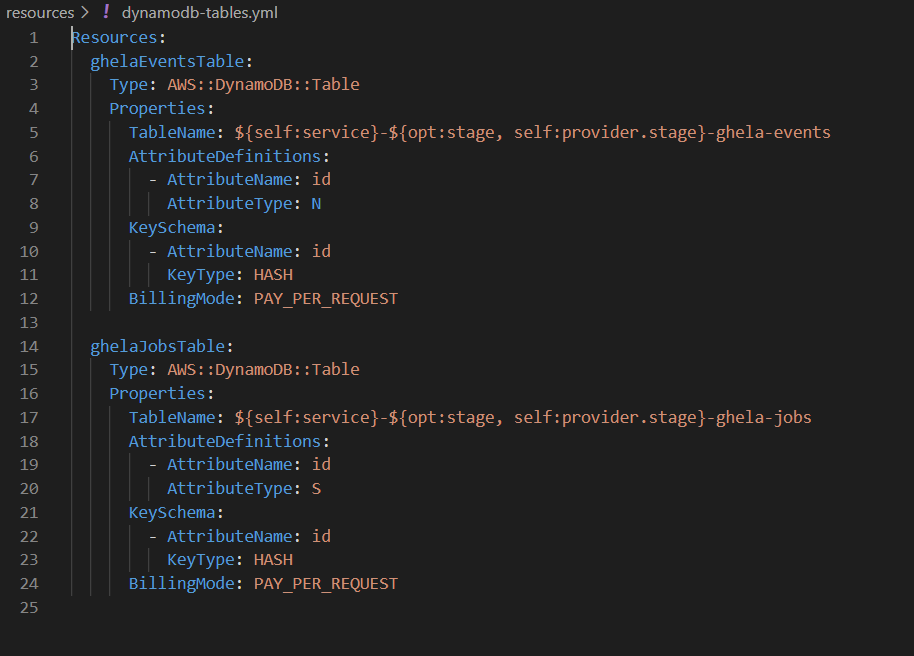 resources > ! dynamodb-tables.yml
1 Resources:
2   ghelaEventsTable:
3     Type: AWS::DynamoDB::Table
4     Properties:
5       TableName: ${self:service}-${opt:stage, self:provider.stage}-ghela-events
6       AttributeDefinitions:
7         - AttributeName: id
8           AttributeType: N
9       KeySchema:
10         - AttributeName: id
11           KeyType: HASH
12       BillingMode: PAY_PER_REQUEST
13
14   ghelaJobsTable:
15     Type: AWS::DynamoDB::Table
16     Properties:
17       TableName: ${self:service}-${opt:stage, self:provider.stage}-ghela-jobs
18       AttributeDefinitions:
19         - AttributeName: id
20           AttributeType: S
21       KeySchema:
22         - AttributeName: id
23           KeyType: HASH
24       BillingMode: PAY_PER_REQUEST
25